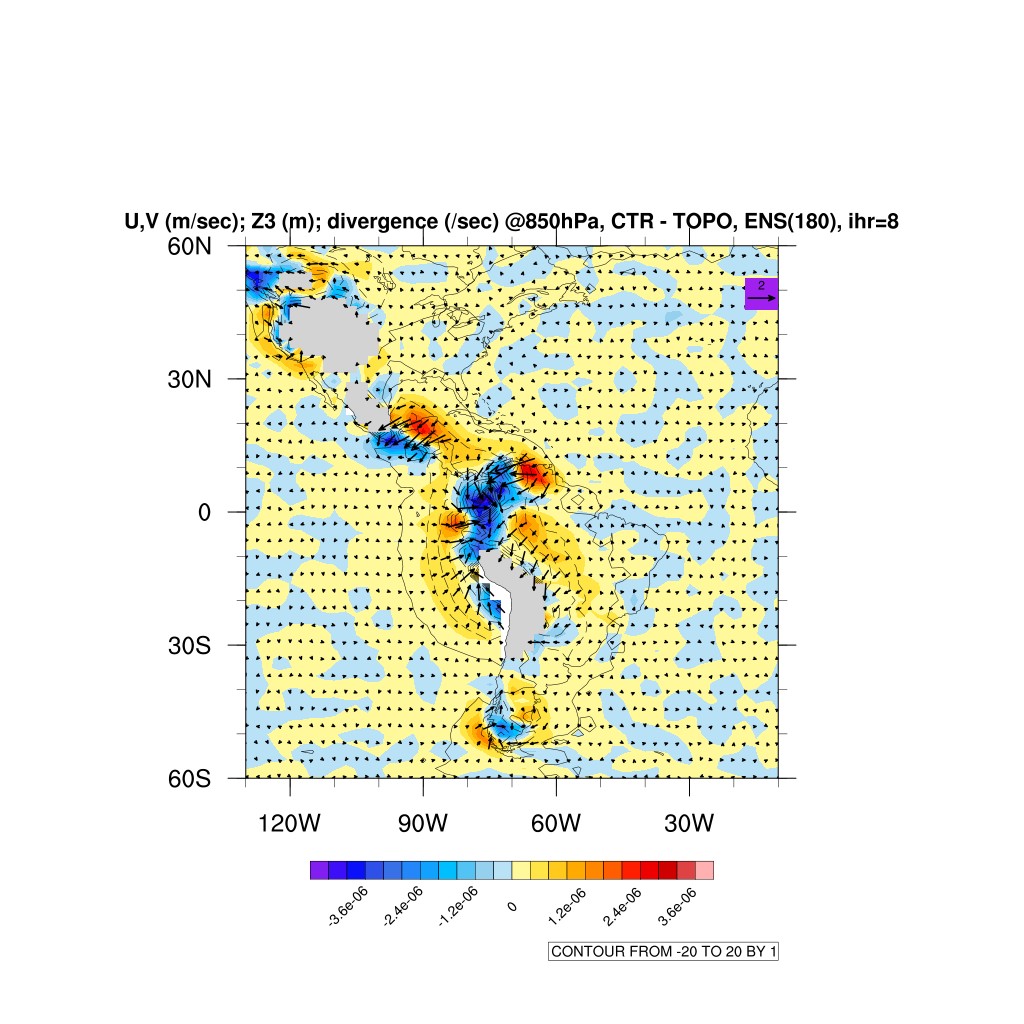 U,V (m/sec); Z3 (m); divergence (/sec) @850hPa, CTR - TOPO, ENS(180), ihr=8
60N
2
30N
0
30S
60S
120W 90W 60W 30W
-3.6e-06 -2.4e-06 -1.2e-06 0 1.2e-06 2.4e-06 3.6e-06
CONTOUR FROM -20 TO 20 BY 1